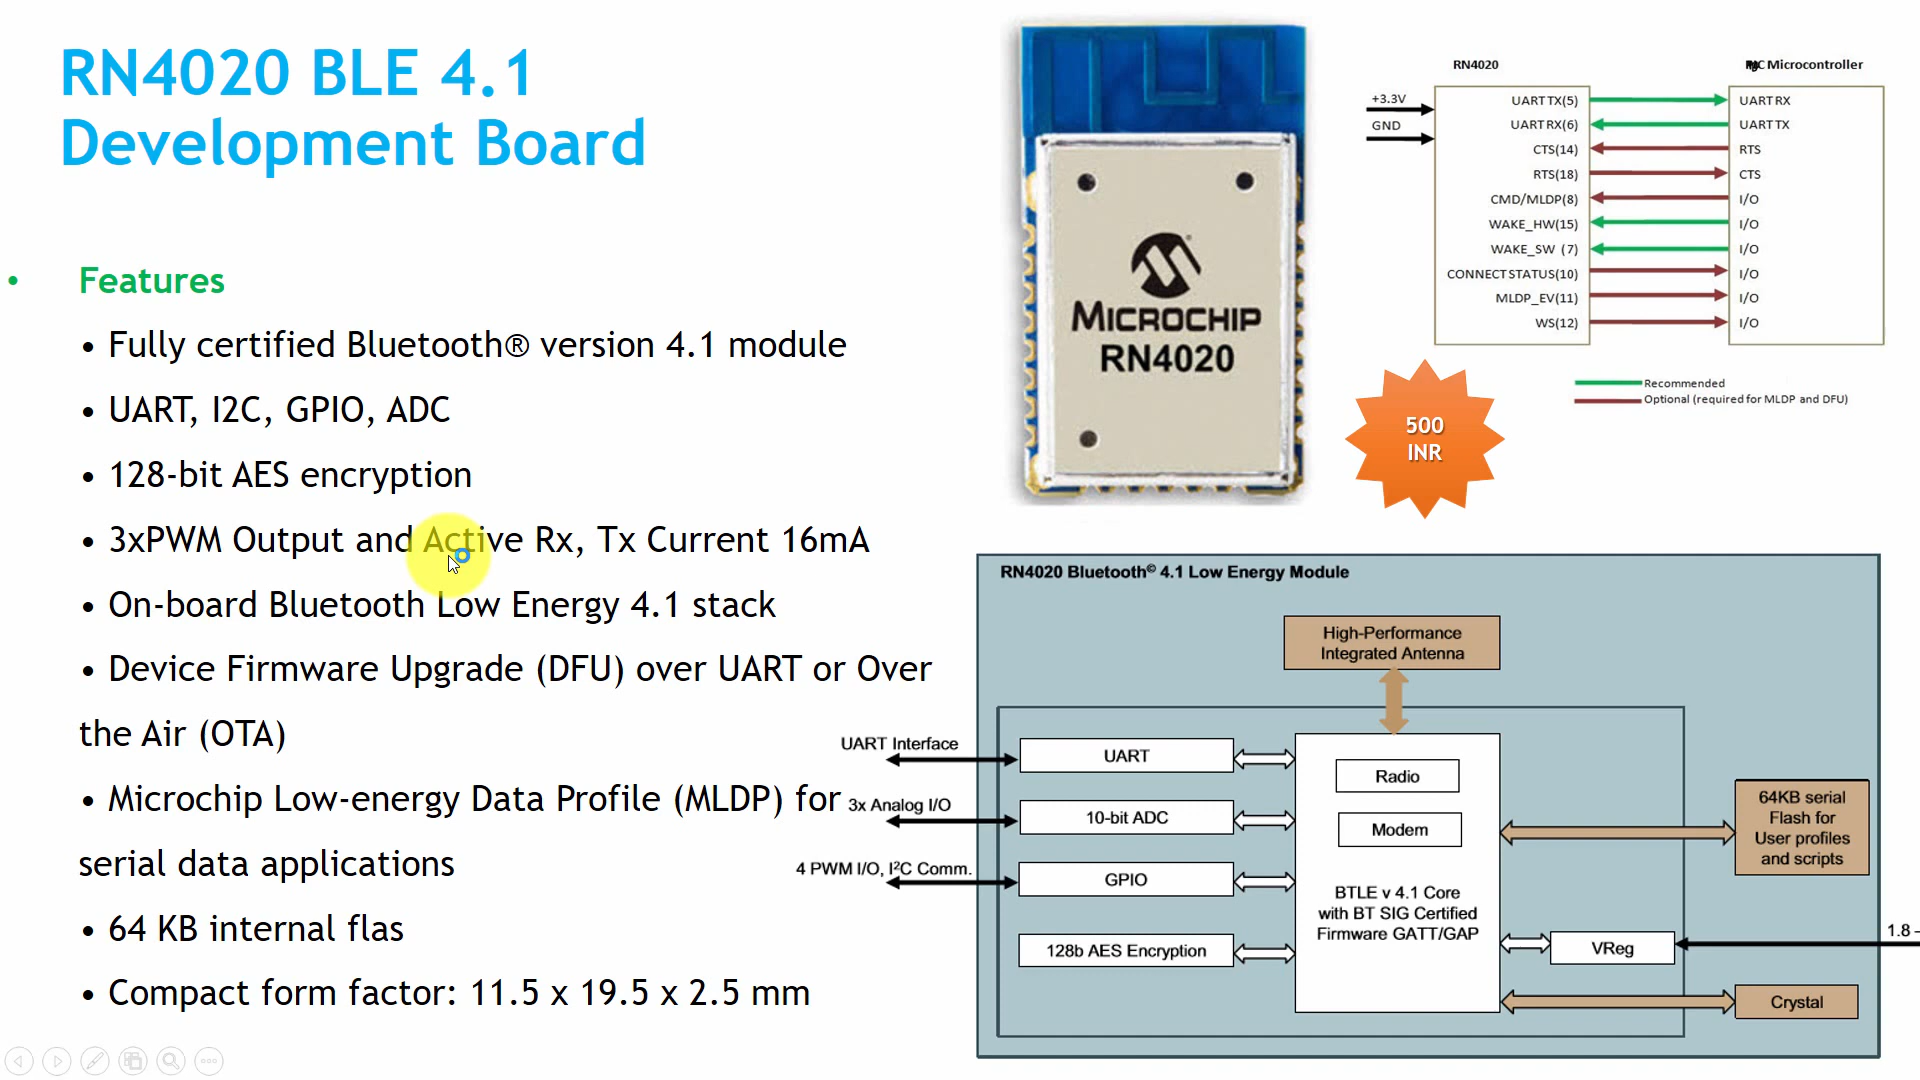 RN4020 BLE 4.1
Development Board
• Features
• Fully certified Bluetooth® version 4.1 module
• UART, I2C, GPIO, ADC
• 128-bit AES encryption
• 3xPWM Output and Active Rx, Tx Current 16mA
• On-board Bluetooth Low Energy 4.1 stack
• Device Firmware Upgrade (DFU) over UART or Over
the Air (OTA)
• Microchip Low-energy Data Profile (MLDP) for
serial data applications
• 64 KB internal flas
• Compact form factor: 11.5 x 19.5 x 2.5 mm
MICROCHIP
RN4020
RN4020
Microcontroller
+3.3V
GND
UART TX(5)
UART RX
UART RX(6)
UART TX
CTS(14)
RTS
RTS(18)
CTS
CMD/MLDP(8)
I/O
WAKE_HW(15)
I/O
WAKE_SW (7)
I/O
CONNECT STATUS(10)
I/O
MLDP_EV(11)
I/O
WS(12)
I/O
Recommended
Optional (required for MLDP and DFU)
500
INR
RN4020 Bluetooth© 4.1 Low Energy Module
High-Performance
Integrated Antenna
UART Interface
UART
3x Analog I/O
10-bit ADC
4 PWM I/O, I²C Comm.
GPIO
128b AES Encryption
Radio
Modem
BTLE v 4.1 Core
with BT SIG Certified
Firmware GATT/GAP
64KB serial
Flash for
User profiles
and scripts
VReg
1.8 -
Crystal